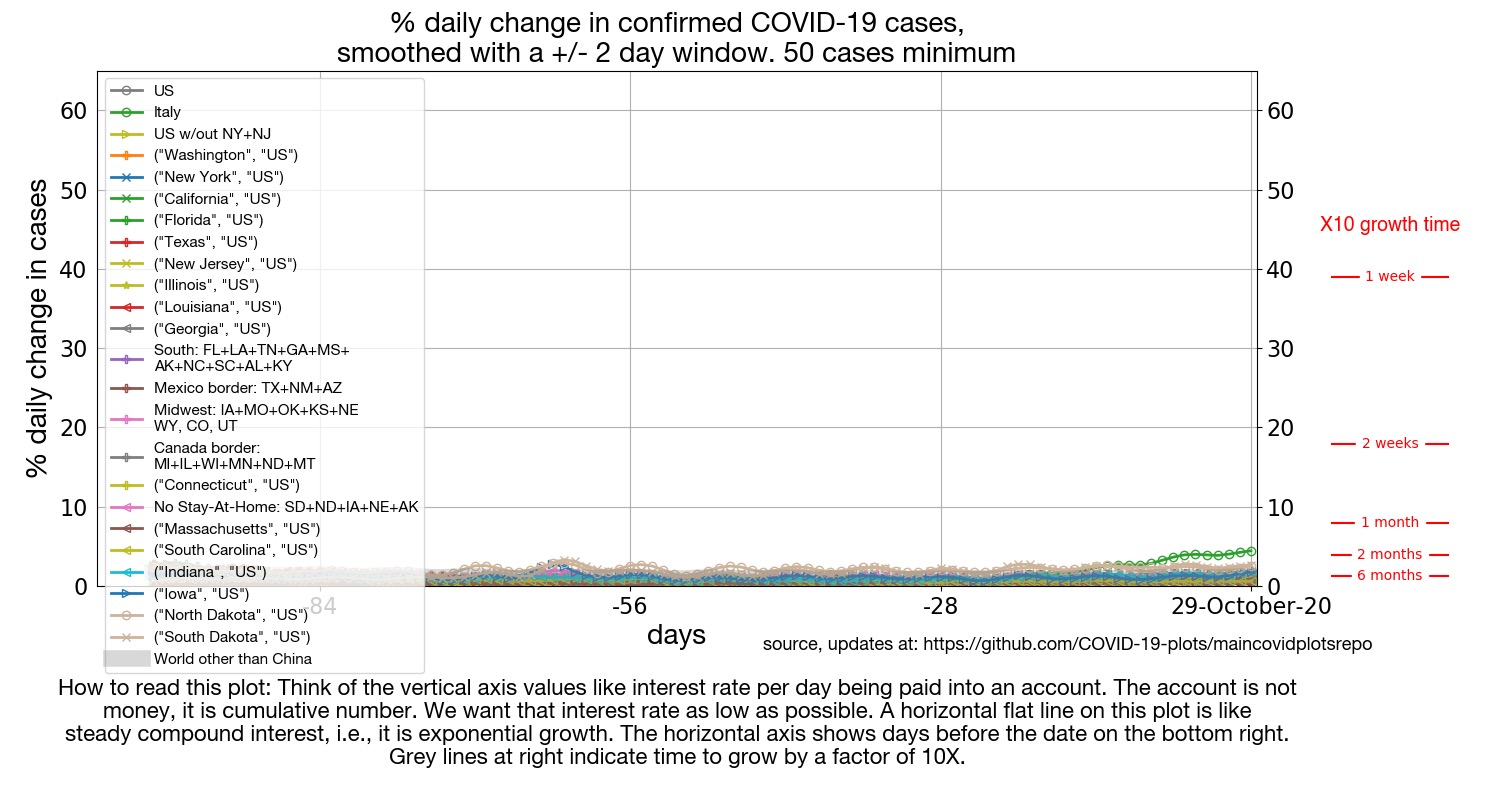 % daily change in confirmed COVID-19 cases,
smoothed with a +/- 2 day window. 50 cases minimum
% daily change in cases
60
50
40
30
20
10
0
US
Italy
US w/out NY+NJ
("Washington", "US")
("New York", "US")
("California", "US")
("Florida", "US")
("Texas", "US")
("New Jersey", "US")
("Illinois", "US")
("Louisiana", "US")
("Georgia", "US")
South: FL+LA+TN+GA+MS+
AK+NC+SC+AL+KY
Mexico border: TX+NM+AZ
Midwest: IA+MO+OK+KS+NE
WY, CO, UT
Canada border:
MI+IL+WI+MN+ND+MT
("Connecticut", "US")
No Stay-At-Home: SD+ND+IA+NE+AK
("Massachusetts", "US")
("South Carolina", "US")
("Indiana", "US")
("Iowa", "US")
("North Dakota", "US")
("South Dakota", "US")
World other than China
60
50
40
30
20
10
0
X10 growth time
1 week
2 weeks
1 month
2 months
6 months
-84
-56
-28
29-October-20
days
source, updates at: https://github.com/COVID-19-plots/maincovidplotsrepo
How to read this plot: Think of the vertical axis values like interest rate per day being paid into an account. The account is not
money, it is cumulative number. We want that interest rate as low as possible. A horizontal flat line on this plot is like
steady compound interest, i.e., it is exponential growth. The horizontal axis shows days before the date on the bottom right.
Grey lines at right indicate time to grow by a factor of 10X.